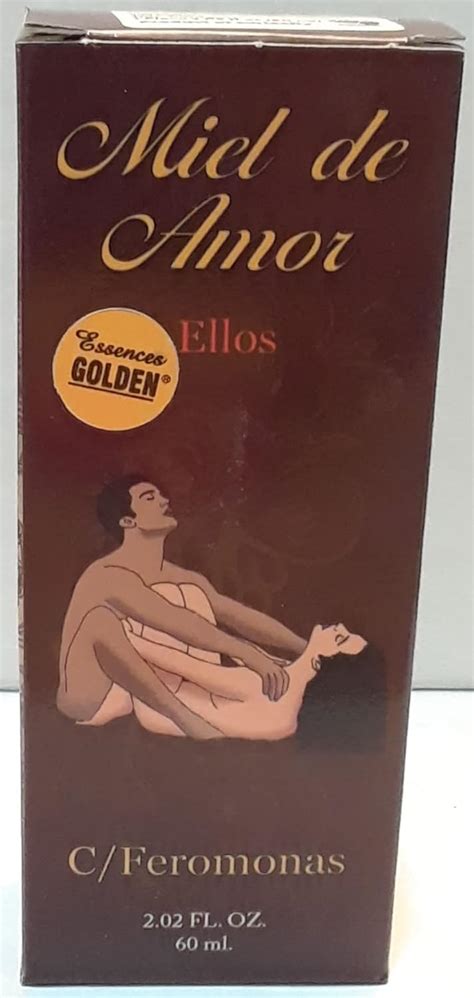 Miel de
Amor
Essences
GOLDEN®
Ellos
C/Feromonas
2.02 FL. OZ.
60 ml.